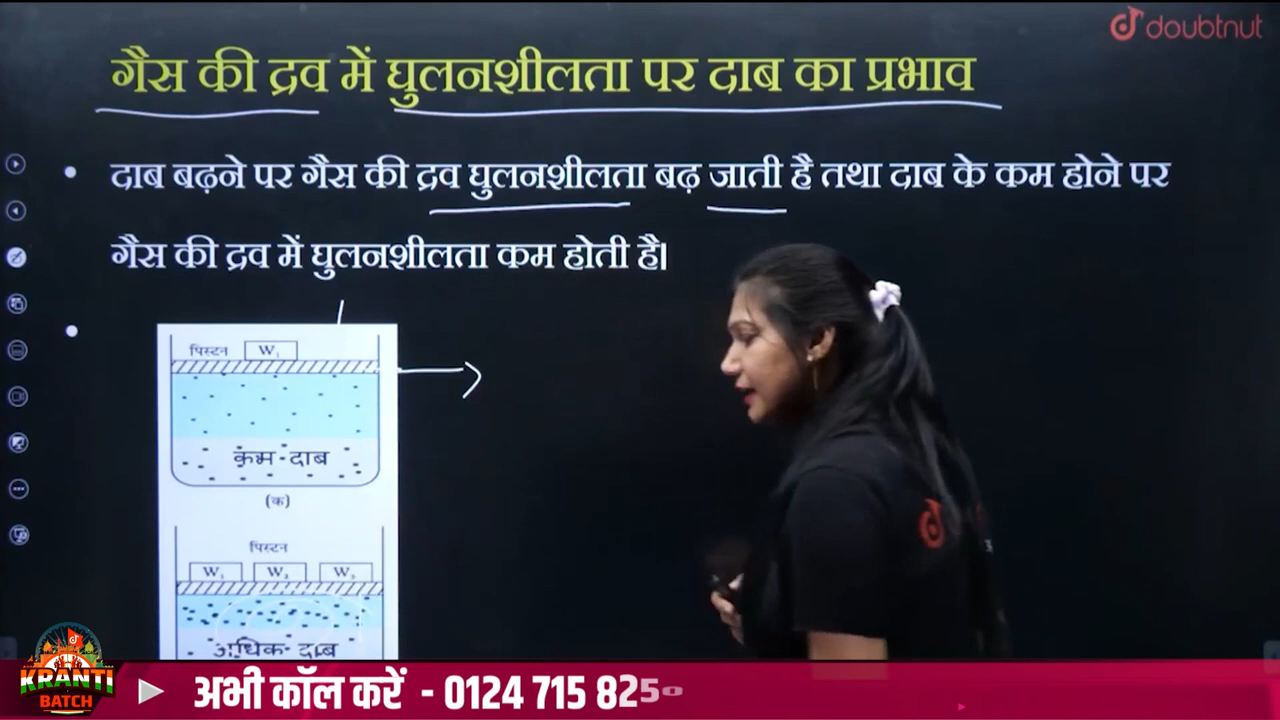 doubtnut
गैस की द्रव में घुलनशीलता पर दाब का प्रभाव
• दाब बढ़ने पर गैस की द्रव घुलनशीलता बढ़ जाती है तथा दाब के कम होने पर
गैस की द्रव में घुलनशीलता कम होती है।
पिस्टन W₁
कम दाब
(क)
पिस्टन
W₁ W₂ W₃
अधिक दाब
KRANTI
BATCH
अभी कॉल करें - 0124 715 8250